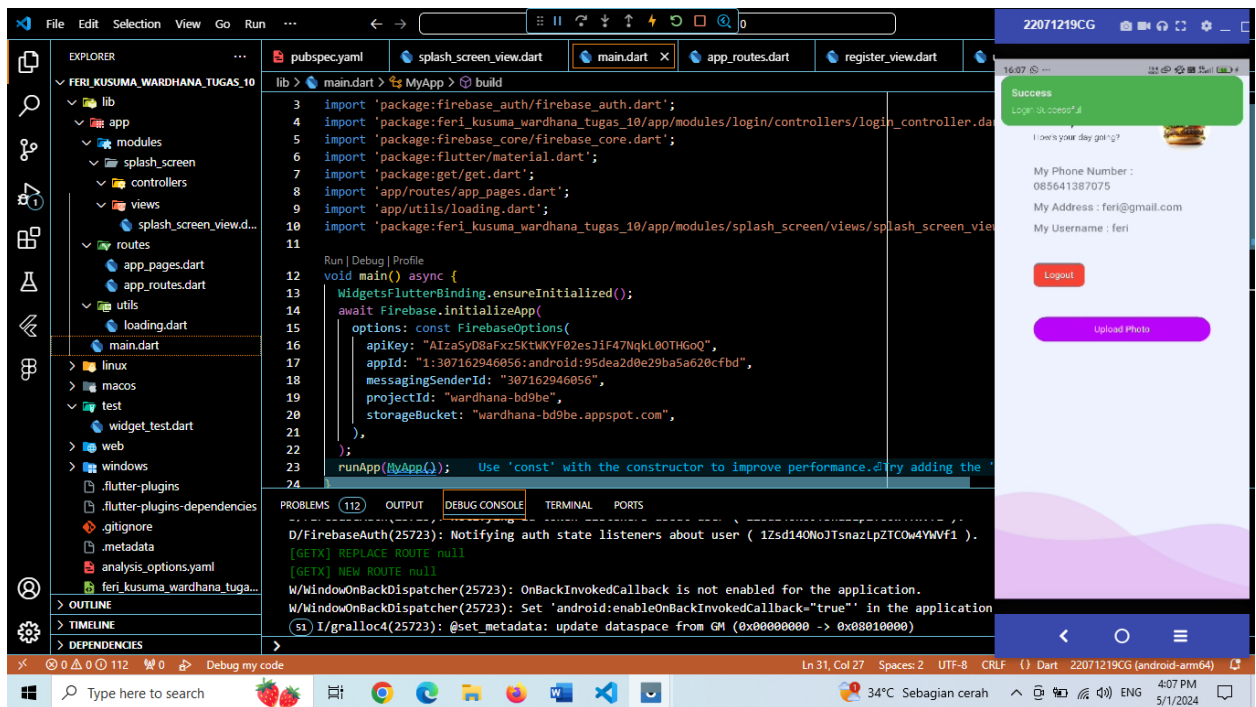 File Edit Selection View Go Run ···
22071219CG
EXPLORER ···
FERI_KUSUMA_WARDHANA_TUGAS_10
lib
app
modules
splash_screen
controllers
views
splash_screen_view.d...
routes
app_pages.dart
app_routes.dart
utils
loading.dart
main.dart
linux
macos
test
widget_test.dart
web
windows
.flutter-plugins
.flutter-plugins-dependencies
.gitignore
.metadata
analysis_options.yaml
feri_kusuma_wardhana_tuga...
OUTLINE
TIMELINE
DEPENDENCIES
pubspec.yaml splash_screen_view.dart main.dart app_routes.dart register_view.dart
lib > main.dart > MyApp > build
3 import 'package:firebase_auth/firebase_auth.dart';
4 import 'package:feri_kusuma_wardhana_tugas_10/app/modules/login/controllers/login_controller.da
5 import 'package:firebase_core/firebase_core.dart';
6 import 'package:flutter/material.dart';
7 import 'package:get/get.dart';
8 import 'app/routes/app_pages.dart';
9 import 'app/utils/loading.dart';
10 import 'package:feri_kusuma_wardhana_tugas_10/app/modules/splash_screen/views/splash_screen_vie
11
Run | Debug | Profile
12 void main() async {
13 WidgetsFlutterBinding.ensureInitialized();
14 await Firebase.initializeApp(
15 options: const FirebaseOptions(
16 apiKey: "AIzaSyD8aFxz5KtWKYF02esJiF47NqkL0OTHGoQ",
17 appId: "1:307162946056:android:95dea2d0e29ba5a620cfbd",
18 messagingSenderId: "307162946056",
19 projectId: "wardhana-bd9be",
20 storageBucket: "wardhana-bd9be.appspot.com",
21 ),
22 );
23 runApp(MyApp()); Use 'const' with the constructor to improve performance.⏎Try adding the '
24 }
PROBLEMS 112 OUTPUT DEBUG CONSOLE TERMINAL PORTS
D/FirebaseAuth(25723): Notifying auth state listeners about user ( 1Zsd14ONoJTsnazLpZTCOw4YWVf1 ).
[GETX] REPLACE ROUTE null
[GETX] NEW ROUTE null
W/WindowOnBackDispatcher(25723): OnBackInvokedCallback is not enabled for the application.
W/WindowOnBackDispatcher(25723): Set 'android:enableOnBackInvokedCallback="true"' in the application
51 I/gralloc4(25723): @set_metadata: update dataspace from GM (0x00000000 -> 0x08010000)
>
16:07
Success
Login Successful
How's your day going?
My Phone Number :
085641387075
My Address : feri@gmail.com
My Username : feri
Logout
Upload Photo
0 0 112 0 Debug my code Ln 31, Col 27 Spaces: 2 UTF-8 CRLF {} Dart 22071219CG (android-arm64)
Type here to search 34°C Sebagian cerah ENG 4:07 PM
5/1/2024